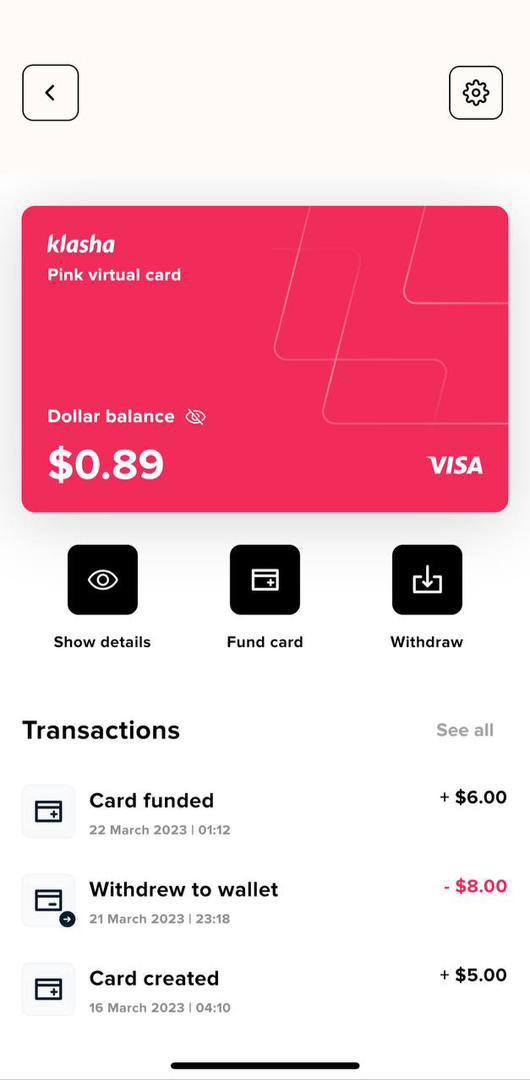 klasha
Pink virtual card
Dollar balance
$0.89
VISA
Show details
Fund card
Withdraw
Transactions
See all
Card funded
+ $6.00
22 March 2023 | 01:12
Withdrew to wallet
- $8.00
21 March 2023 | 23:18
Card created
+ $5.00
16 March 2023 | 04:10